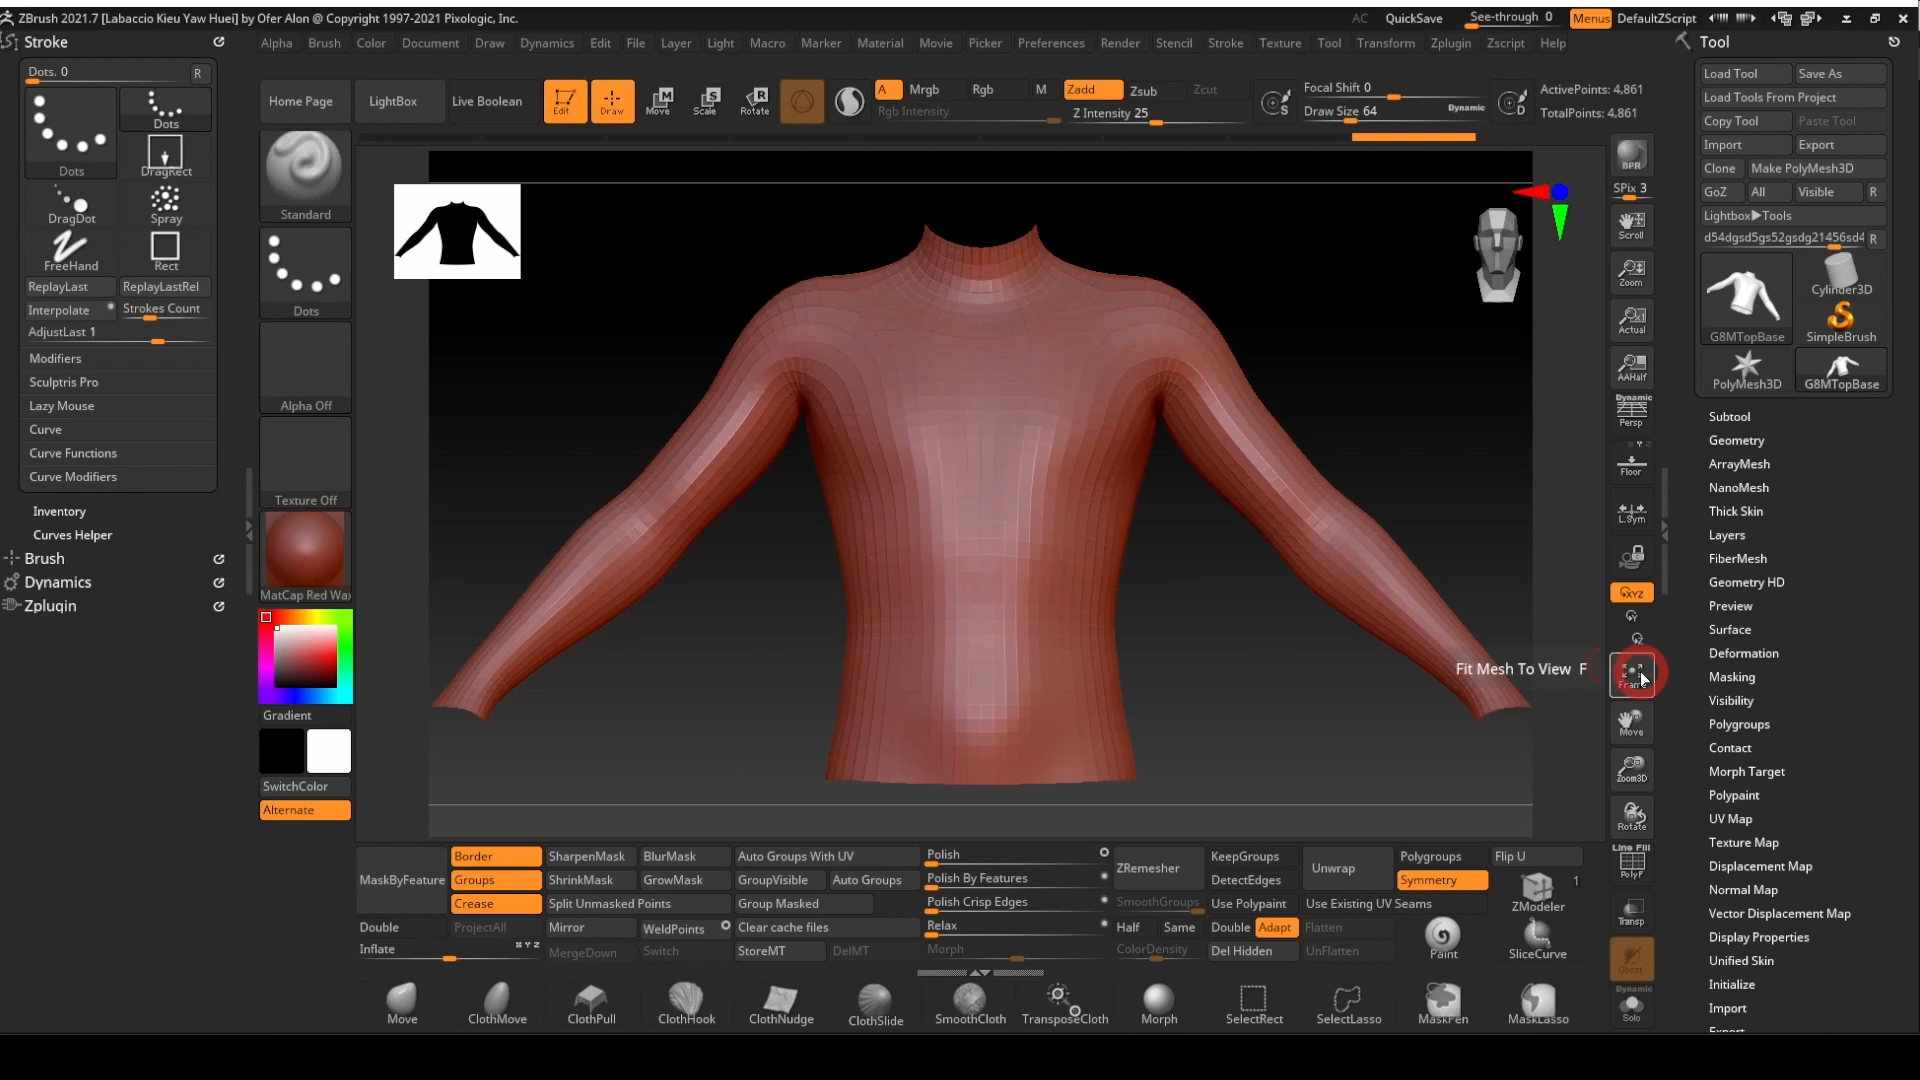 ZBrush 2021.7 [Labaccio Kieu Yaw Huei] by Ofer Alon @ Copyright 1997-2021 Pixologic, Inc.
AC QuickSave See-through 0 Menus DefaultZScript
Stroke
Alpha Brush Color Document Draw Dynamics Edit File Layer Light Macro Marker Material Movie Picker Preferences Render Stencil Stroke Texture Tool Transform Zplugin Zscript Help
Tool
Dots. 0 R
Dots
Dots
DragRect
DragDot Spray
FreeHand Rect
ReplayLast ReplayLastRel
Interpolate Strokes Count
AdjustLast 1
Modifiers
Sculptris Pro
Lazy Mouse
Curve
Curve Functions
Curve Modifiers
Inventory
Curves Helper
Brush
Dynamics
Zplugin
Home Page LightBox Live Boolean Edit Draw Move Scale Rotate
A Mrgb Rgb M Zadd Zsub Zcut
Rgb Intensity Z Intensity 25
S Focal Shift 0
Draw Size 64 Dynamic
D ActivePoints: 4,861
TotalPoints: 4,861
Standard
Dots
Alpha Off
Texture Off
MatCap Red Wax
Gradient
SwitchColor
Alternate
Fit Mesh To View F
BPR
SPix 3
Scroll
Zoom
Actual
AAHalf
Dynamic
Persp
Floor
L.Sym
XYZ
Frame
Move
Zoom3D
Rotate
Line Fill
PolyF
Transp
Ghost
Dynamic
Solo
Load Tool Save As
Load Tools From Project
Copy Tool Paste Tool
Import Export
Clone Make PolyMesh3D
GoZ All Visible R
Lightbox▶Tools
d54dgsd5gs52gsdg21456sd4 R
G8MTopBase
Cylinder3D
SimpleBrush
PolyMesh3D G8MTopBase
Subtool
Geometry
ArrayMesh
NanoMesh
Thick Skin
Layers
FiberMesh
Geometry HD
Preview
Surface
Deformation
Masking
Visibility
Polygroups
Contact
Morph Target
Polypaint
UV Map
Texture Map
Displacement Map
Normal Map
Vector Displacement Map
Display Properties
Unified Skin
Initialize
Import
Export
MaskByFeature
Border SharpenMask BlurMask Auto Groups With UV Polish
Groups ShrinkMask GrowMask GroupVisible Auto Groups Polish By Features
Crease Split Unmasked Points Group Masked Polish Crisp Edges
Double ProjectAll Mirror WeldPoints Clear cache files Relax
Inflate MergeDown Switch StoreMT DelMT Morph
ZRemesher KeepGroups Unwrap Polygroups Flip U
DetectEdges Symmetry ZModeler 1
SmoothGroups Use Polypaint Use Existing UV Seams
Half Same Double Adapt Flatten Paint SliceCurve
ColorDensity Del Hidden UnFlatten
Move ClothMove ClothPull ClothHook ClothNudge ClothSlide SmoothCloth TransposeCloth Morph SelectRect SelectLasso MaskPen MaskLasso